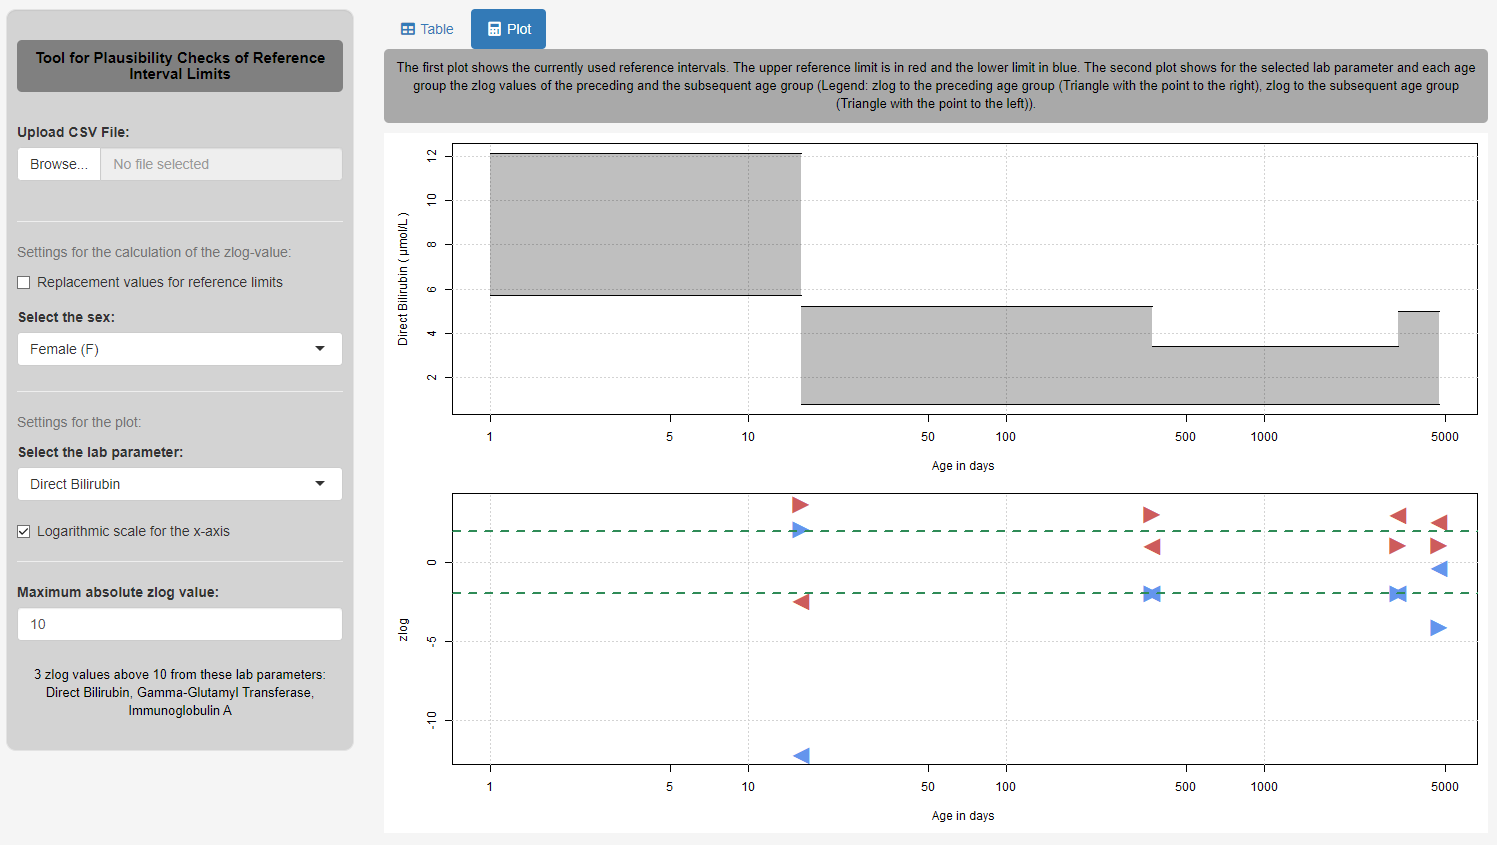 Tool for Plausibility Checks of Reference
Interval Limits
Upload CSV File:
Browse... No file selected
Settings for the calculation of the zlog-value:
Replacement values for reference limits
Select the sex:
Female (F)
Settings for the plot:
Select the lab parameter:
Direct Bilirubin
Logarithmic scale for the x-axis
Maximum absolute zlog value:
10
3 zlog values above 10 from these lab parameters:
Direct Bilirubin, Gamma-Glutamyl Transferase,
Immunoglobulin A
Table Plot
The first plot shows the currently used reference intervals. The upper reference limit is in red and the lower limit in blue. The second plot shows for the selected lab parameter and each age
group the zlog values of the preceding and the subsequent age group (Legend: zlog to the preceding age group (Triangle with the point to the right), zlog to the subsequent age group
(Triangle with the point to the left)).
Direct Bilirubin ( µmol/L )
12
10
8
6
4
2
1 5 10 50 100 500 1000 5000
Age in days
zlog
0
-5
-10
1 5 10 50 100 500 1000 5000
Age in days